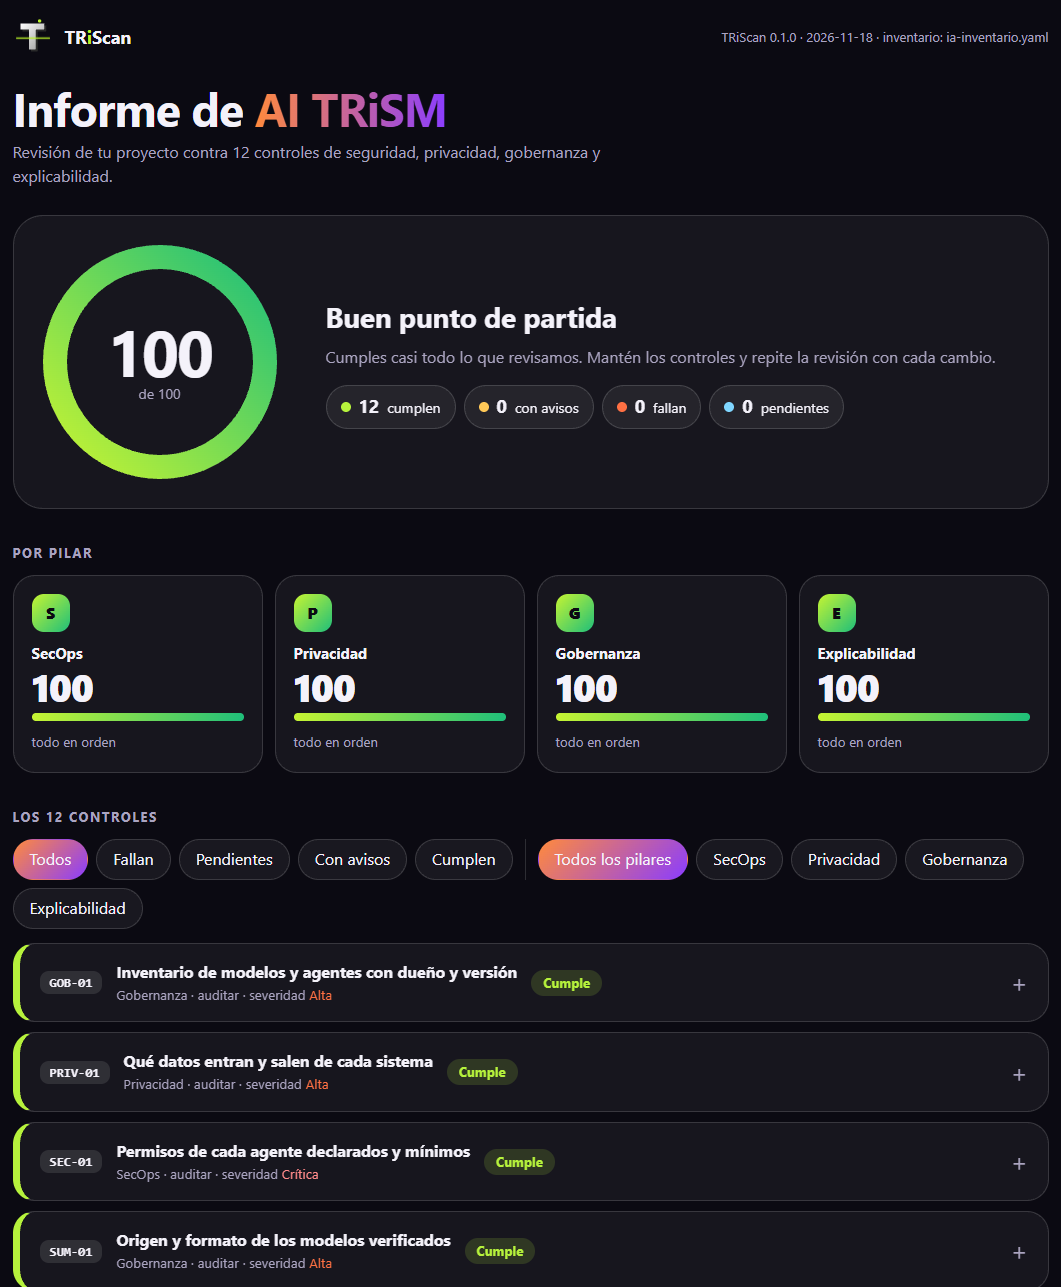 TRiScan
TRiScan 0.1.0 · 2026-11-18 · inventario: ia-inventario.yaml
Informe de AI TRiSM
Revisión de tu proyecto contra 12 controles de seguridad, privacidad, gobernanza y
explicabilidad.
100
de 100
Buen punto de partida
Cumples casi todo lo que revisamos. Mantén los controles y repite la revisión con cada cambio.
12 cumplen
0 con avisos
0 fallan
0 pendientes
POR PILAR
S
SecOps
100
todo en orden
P
Privacidad
100
todo en orden
G
Gobernanza
100
todo en orden
E
Explicabilidad
100
todo en orden
LOS 12 CONTROLES
Todos
Fallan
Pendientes
Con avisos
Cumplen
Todos los pilares
SecOps
Privacidad
Gobernanza
Explicabilidad
GOB-01
Inventario de modelos y agentes con dueño y versión
Gobernanza · auditar · severidad Alta
Cumple
+
PRIV-01
Qué datos entran y salen de cada sistema
Privacidad · auditar · severidad Alta
Cumple
+
SEC-01
Permisos de cada agente declarados y mínimos
SecOps · auditar · severidad Crítica
Cumple
+
SUM-01
Origen y formato de los modelos verificados
Gobernanza · auditar · severidad Alta
Cumple
+